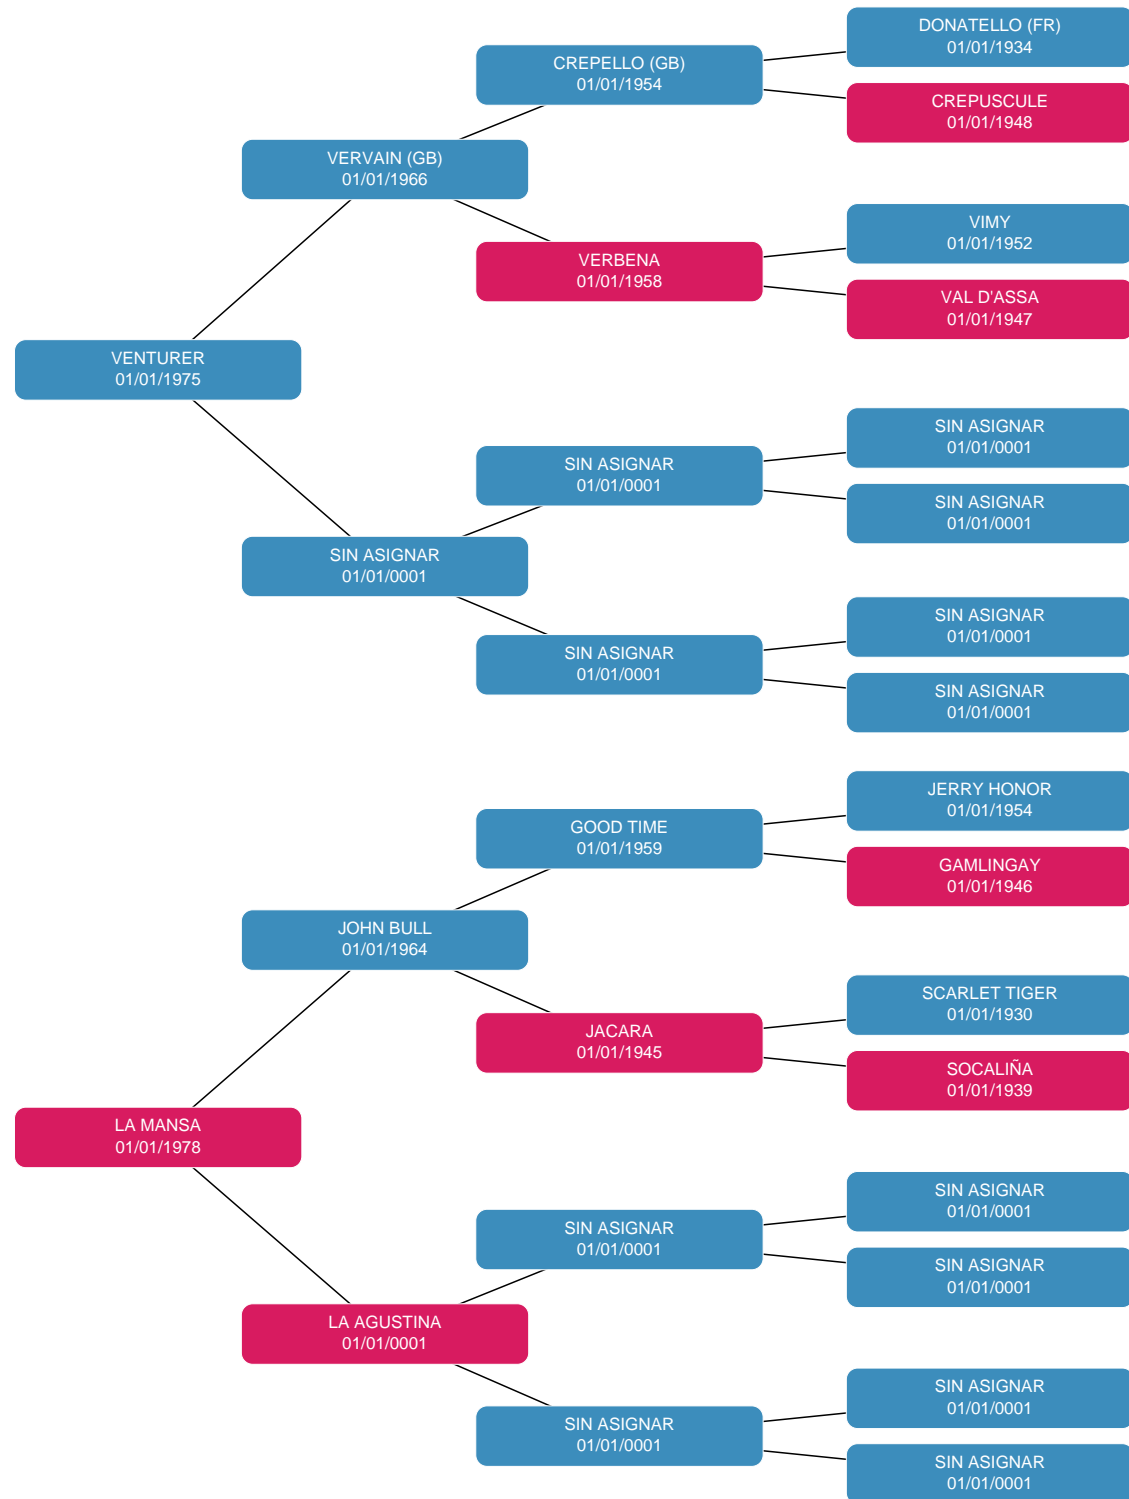 DONATELLO (FR)
01/01/1934
CREPELLO (GB)
01/01/1954
CREPUSCULE
01/01/1948
VERVAIN (GB)
01/01/1966
VIMY
01/01/1952
VERBENA
01/01/1958
VAL D'ASSA
01/01/1947
VENTURER
01/01/1975
SIN ASIGNAR
01/01/0001
SIN ASIGNAR
01/01/0001
SIN ASIGNAR
01/01/0001
SIN ASIGNAR
01/01/0001
SIN ASIGNAR
01/01/0001
SIN ASIGNAR
01/01/0001
SIN ASIGNAR
01/01/0001
JERRY HONOR
01/01/1954
GOOD TIME
01/01/1959
GAMLINGAY
01/01/1946
JOHN BULL
01/01/1964
SCARLET TIGER
01/01/1930
JACARA
01/01/1945
SOCALIÑA
01/01/1939
LA MANSA
01/01/1978
SIN ASIGNAR
01/01/0001
SIN ASIGNAR
01/01/0001
SIN ASIGNAR
01/01/0001
LA AGUSTINA
01/01/0001
SIN ASIGNAR
01/01/0001
SIN ASIGNAR
01/01/0001
SIN ASIGNAR
01/01/0001